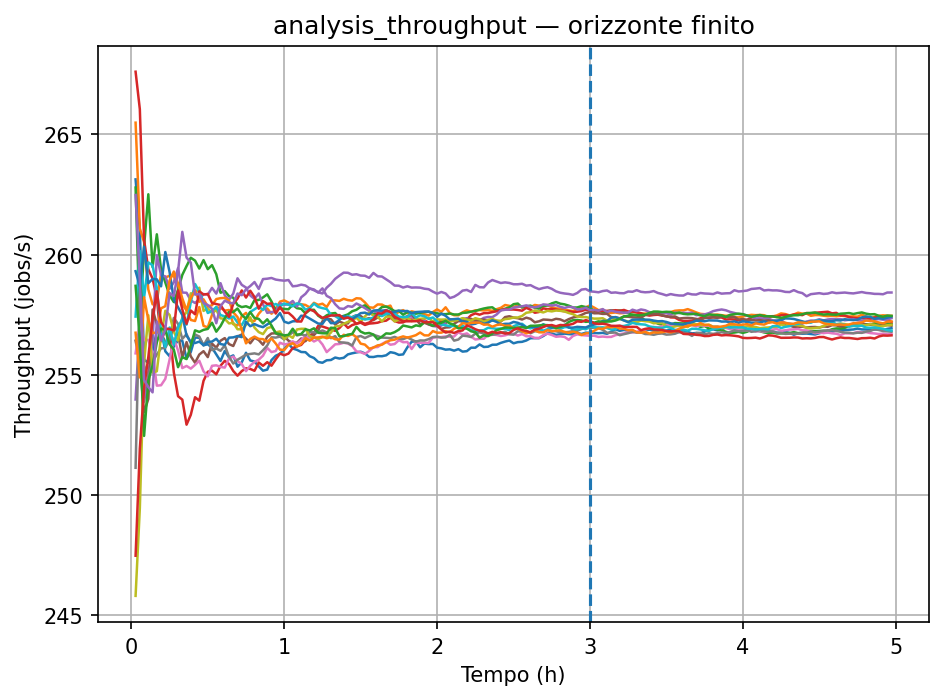 analysis_throughput — orizzonte finito
Throughput (jobs/s)
265
260
255
250
245
0 1 2 3 4 5
Tempo (h)